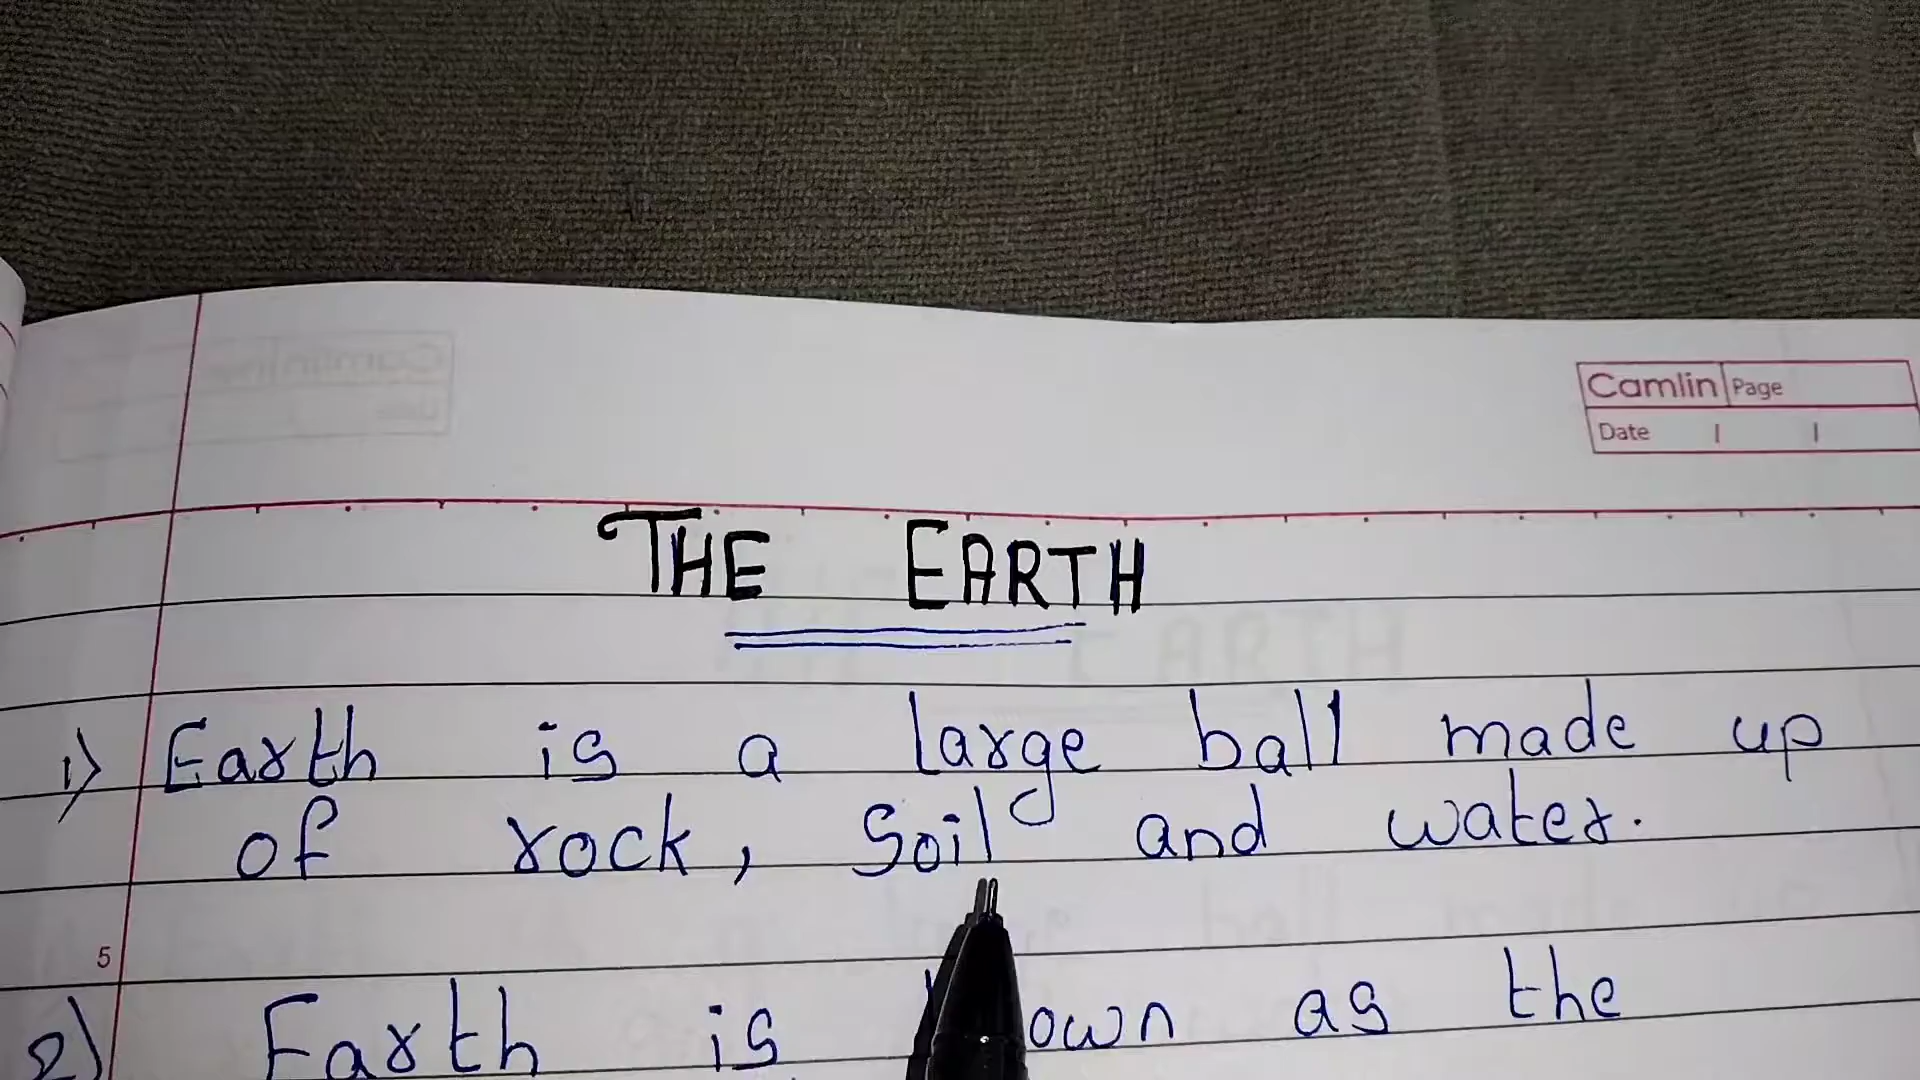 Camlin Page
Date
THE EARTH
1) Earth is a large ball made up
of rock, Soil and water.
5
2) Earth is as the